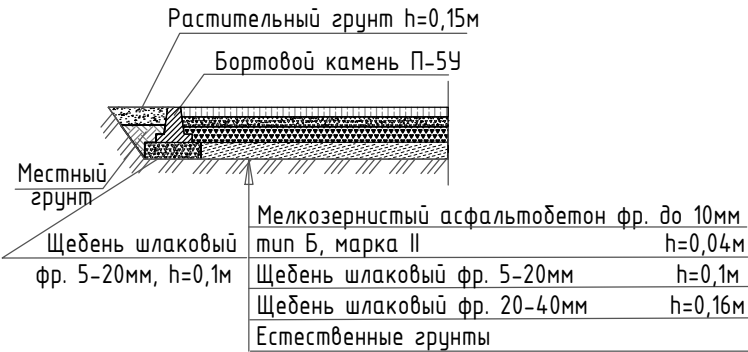 Растительный грунт h=0,15м
Бортовой камень П-5У
Местный
грунт
Щебень шлаковый
фр. 5-20мм, h=0,1м
Мелкозернистый асфальтобетон фр. до 10мм
тип Б, марка II h=0,04м
Щебень шлаковый фр. 5-20мм h=0,1м
Щебень шлаковый фр. 20-40мм h=0,16м
Естественные грунты